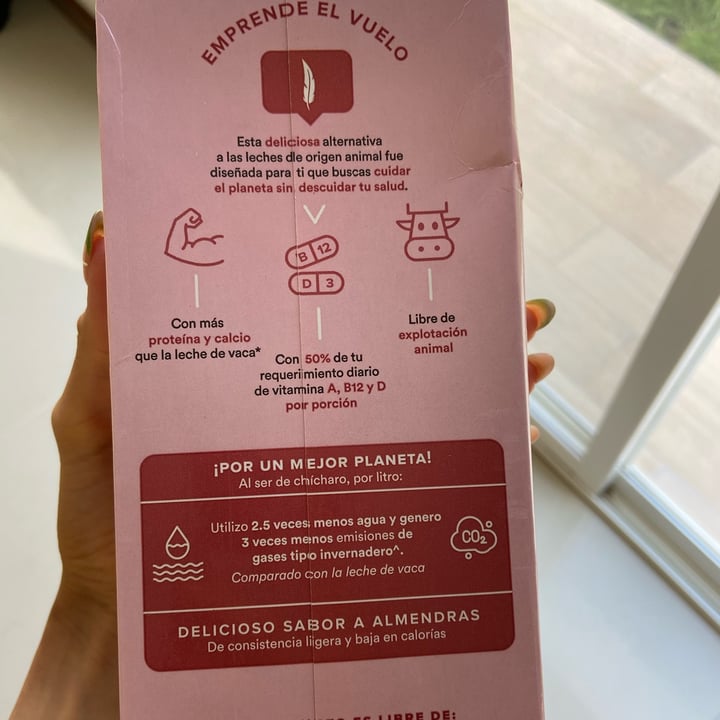 EMPRENDE EL VUELO
Esta deliciosa alternativa
a las leches de origen animal fue
diseñada para ti que buscas cuidar
el planeta sin descuidar tu salud.
B 12
D 3
Con más
proteína y calcio
que la leche de vaca*
Con 50% de tu
requerimiento diario
de vitamina A, B12 y D
por porción
Libre de
explotación
animal
¡POR UN MEJOR PLANETA!
Al ser de chícharo, por litro:
Utilizo 2.5 veces menos agua y genero
3 veces menos emisiones de
gases tipo invernadero^.
Comparado con la leche de vaca
CO₂
DELICIOSO SABOR A ALMENDRAS
De consistencia ligera y baja en calorías
ES LIBRE DE: